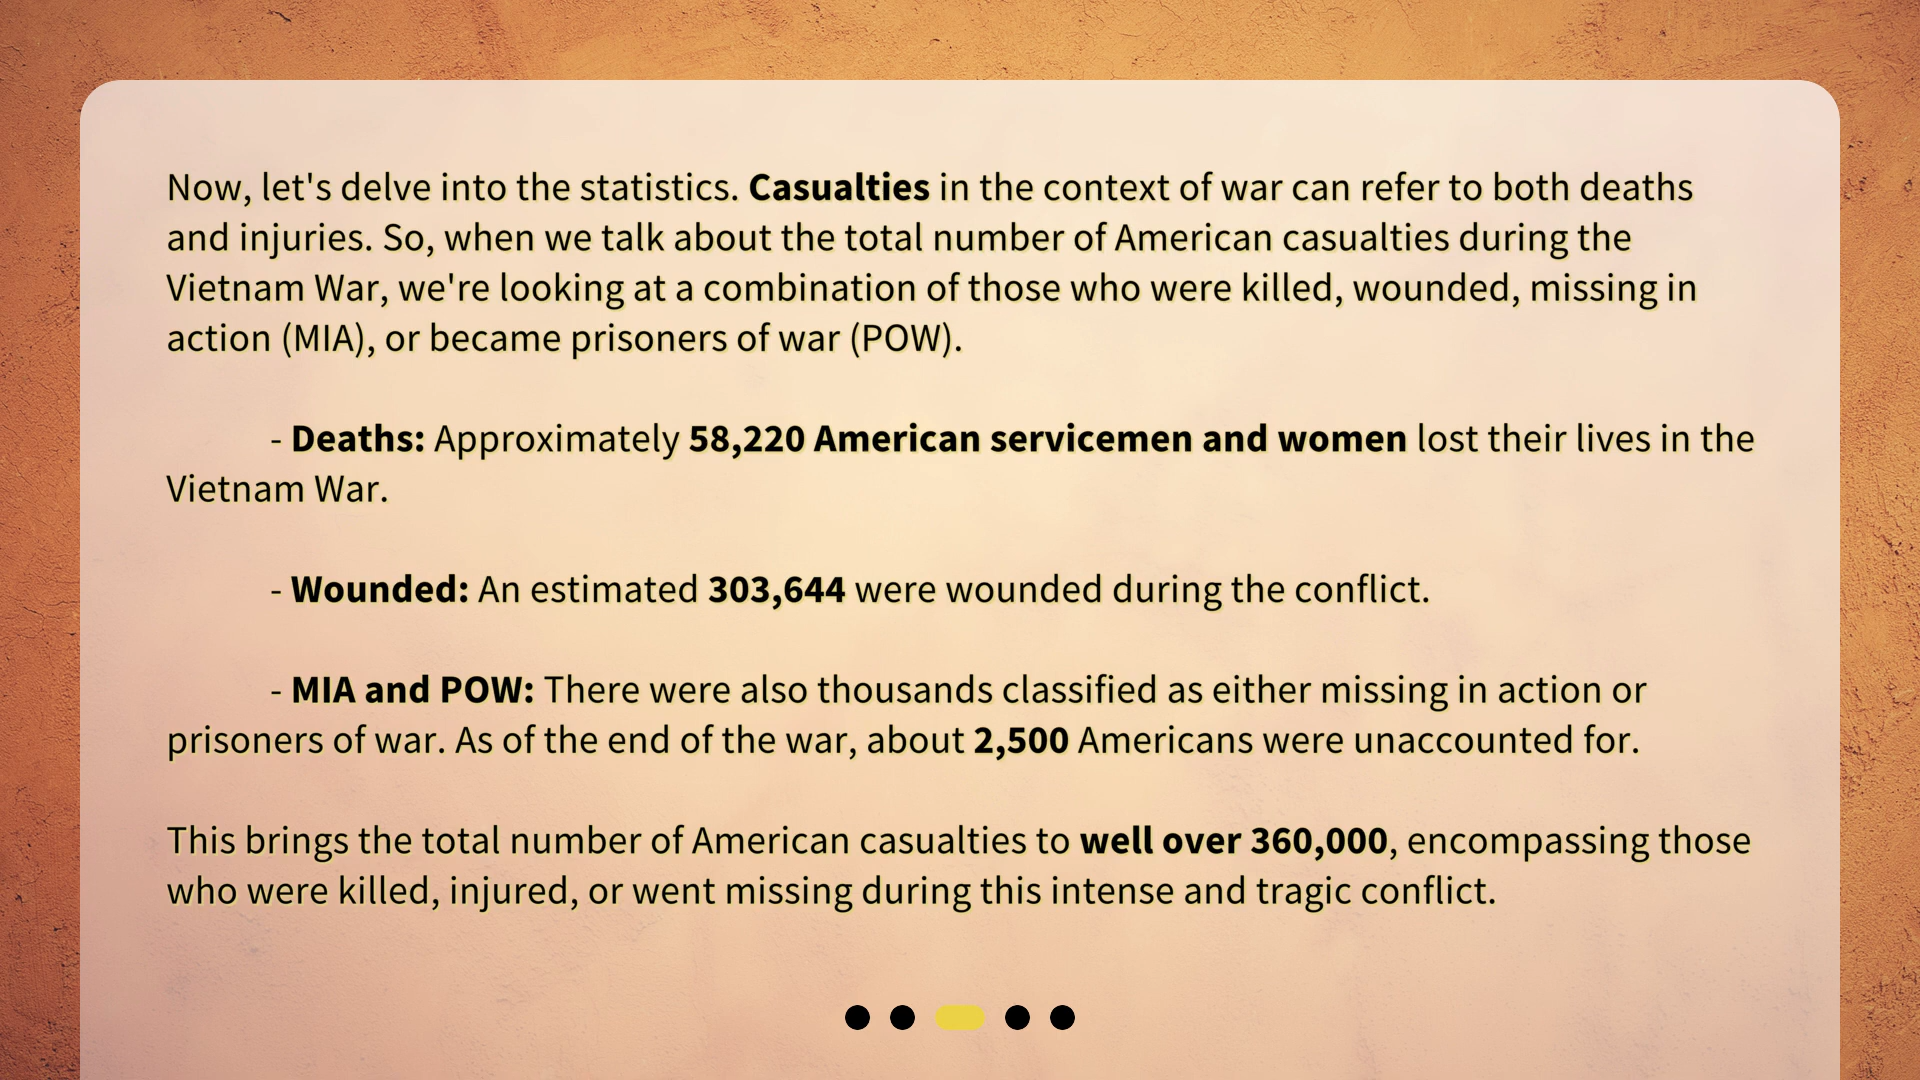 Now, let's delve into the statistics. Casualties in the context of war can refer to both deaths
and injuries. So, when we talk about the total number of American casualties during the
Vietnam War, we're looking at a combination of those who were killed, wounded, missing in
action (MIA), or became prisoners of war (POW).
- Deaths: Approximately 58,220 American servicemen and women lost their lives in the
Vietnam War.
- Wounded: An estimated 303,644 were wounded during the conflict.
- MIA and POW: There were also thousands classified as either missing in action or
prisoners of war. As of the end of the war, about 2,500 Americans were unaccounted for.
This brings the total number of American casualties to well over 360,000, encompassing those
who were killed, injured, or went missing during this intense and tragic conflict.